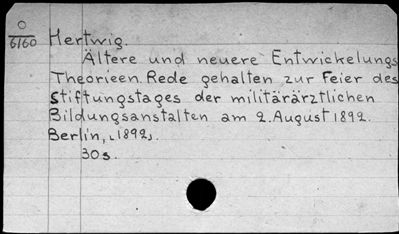 O
6160
Hertwig.
Ältere und neuere Entwickelungs
Theorieen. Rede gehalten zur Feier des
Stiftungstages der militärärztlichen
Bildungsanstalten am 2. August 1892.
Berlin, ⌞1892⌟.
30 s.